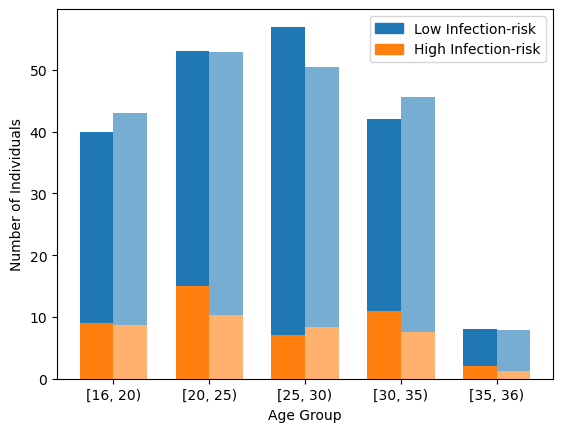 Low Infection-risk
High Infection-risk
50
40
30
20
10
0
Number of Individuals
[16, 20)
[20, 25)
[25, 30)
[30, 35)
[35, 36)
Age Group